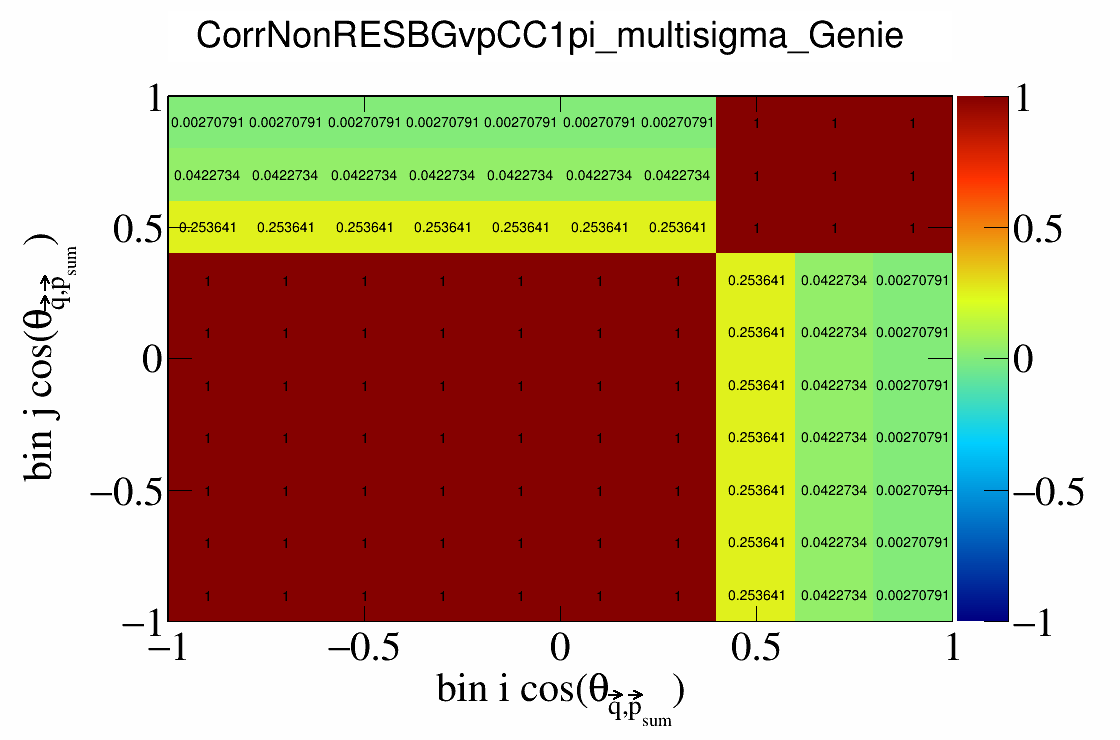 CorrNonRESBGvpCC1pi_multisigma_Genie
1
0.00270791 0.00270791 0.00270791 0.00270791 0.00270791 0.00270791 0.00270791 1 1 1
0.0422734 0.0422734 0.0422734 0.0422734 0.0422734 0.0422734 0.0422734 1 1 1
0.5 0.253641 0.253641 0.253641 0.253641 0.253641 0.253641 0.253641 1 1 1
1 1 1 1 1 1 1 0.253641 0.0422734 0.00270791
1 1 1 1 1 1 1 0.253641 0.0422734 0.00270791
0
1 1 1 1 1 1 1 0.253641 0.0422734 0.00270791
1 1 1 1 1 1 1 0.253641 0.0422734 0.00270791
−0.5 1 1 1 1 1 1 1 0.253641 0.0422734 0.00270791
1 1 1 1 1 1 1 0.253641 0.0422734 0.00270791
1 1 1 1 1 1 1 0.253641 0.0422734 0.00270791
−1
−1 −0.5 0 0.5 1
bin i cos(θq⃗,p⃗sum)
bin j cos(θq⃗,p⃗sum)
1
0.5
0
−0.5
−1